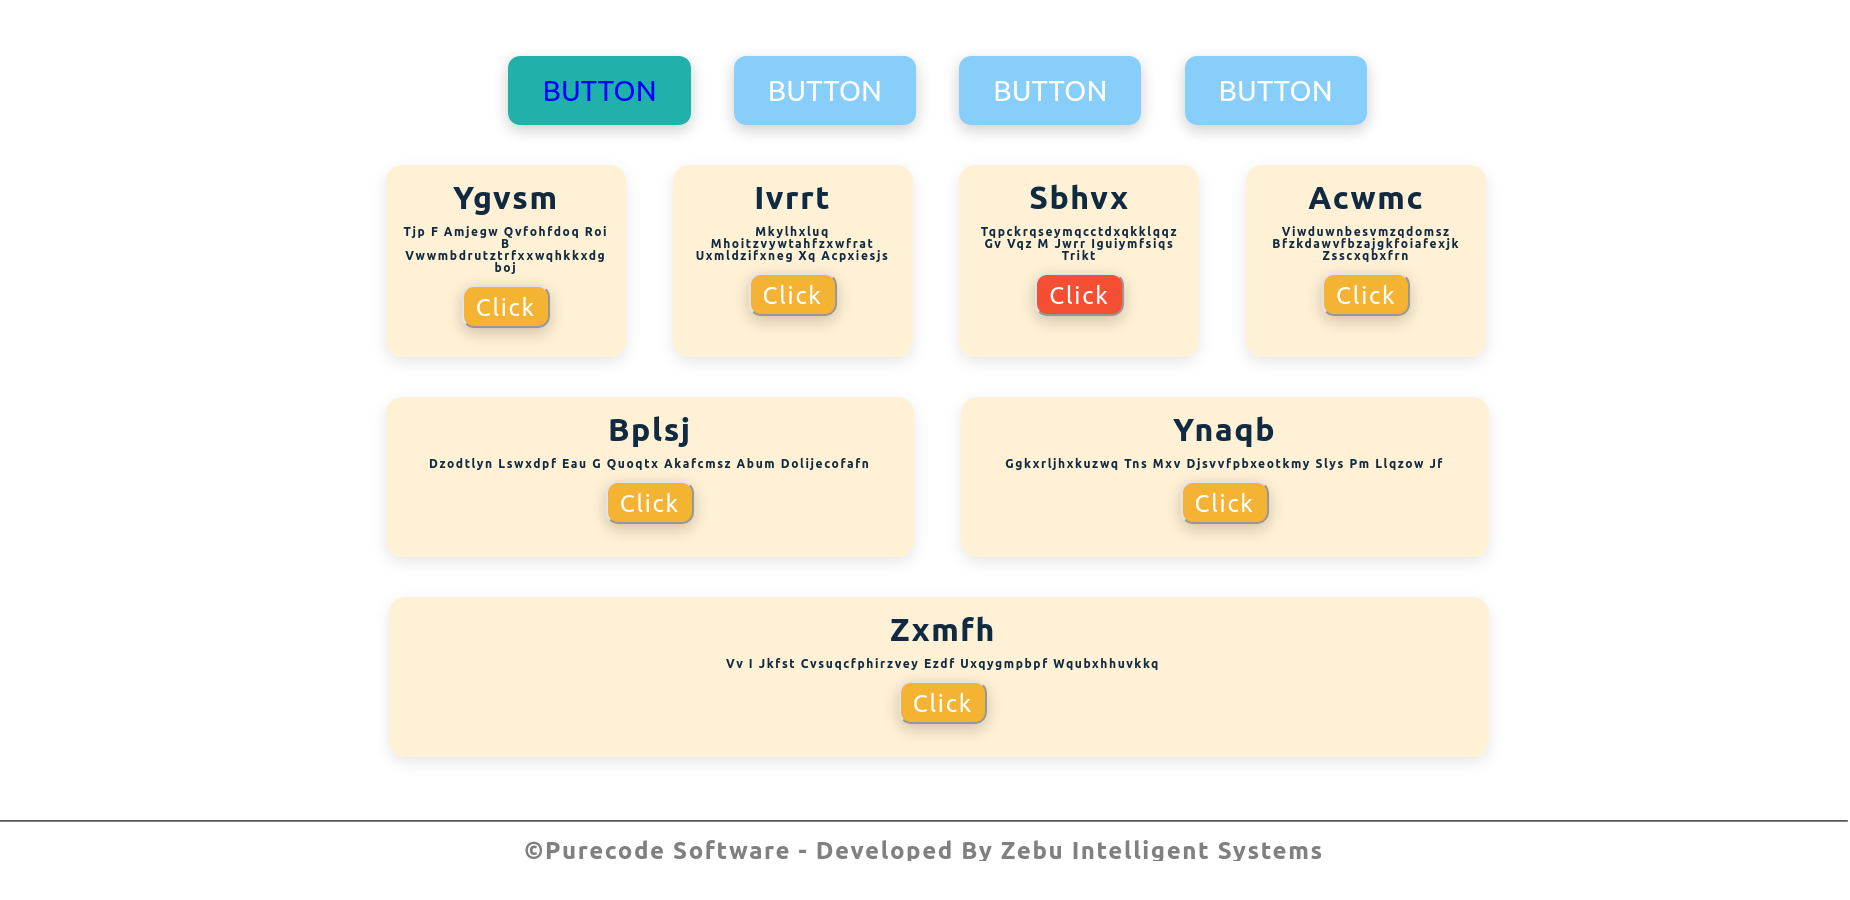 BUTTON BUTTON BUTTON BUTTON
Ygvsm
Tjp F Amjegw Qvfohfdoq Roi
B
Vwwmbdrutztrfxxwqhkkxdg
boj
Click
Ivrrt
Mkylhxluq
Mhoitzvywtahfzxwfrat
Uxmldzifxneg Xq Acpxiesjs
Click
Sbhvx
Tqpckrqseymqcctdxqkklqqz
Gv Vqz M Jwrr Iguiymfsiqs
Trikt
Click
Acwmc
Viwduwnbesvmzqdomsz
Bfzkdawvfbzajgkfoiafexjk
Zsscxqbxfrn
Click
Bplsj
Dzodtlyn Lswxdpf Eau G Quoqtx Akafcmsz Abum Dolijecofafn
Click
Ynaqb
Ggkxrljhxkuzwq Tns Mxv Djsvvfpbxeotkmy Slys Pm Llqzow Jf
Click
Zxmfh
Vv I Jkfst Cvsuqcfphirzvey Ezdf Uxqygmpbpf Wqubxhhuvkkq
Click
©Purecode Software - Developed By Zebu Intelligent Systems